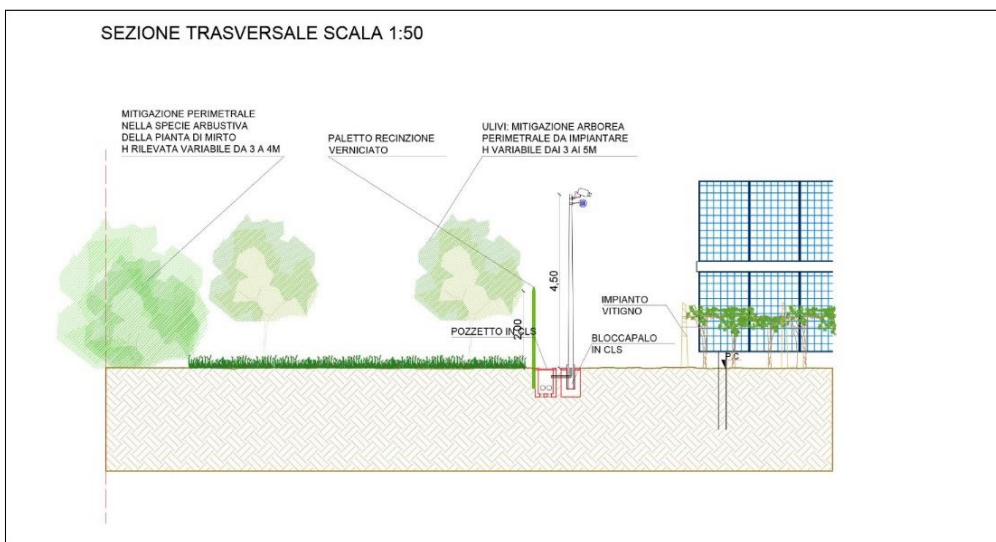 SEZIONE TRASVERSALE SCALA 1:50
MITIGAZIONE PERIMETRALE
NELLA SPECIE ARBUSTIVA
DELLA PIANTA DI MIRTO
H RILEVATA VARIABILE DA 3 A 4M
PALETTO RECINZIONE
VERNICIATO
ULIVI: MITIGAZIONE ARBOREA
PERIMETRALE DA IMPIANTARE
H VARIABILE DAI 3 AI 5M
4,50
2,00
POZZETTO IN CLS
IMPIANTO
VITIGNO
BLOCCAPALO
IN CLS
P.C